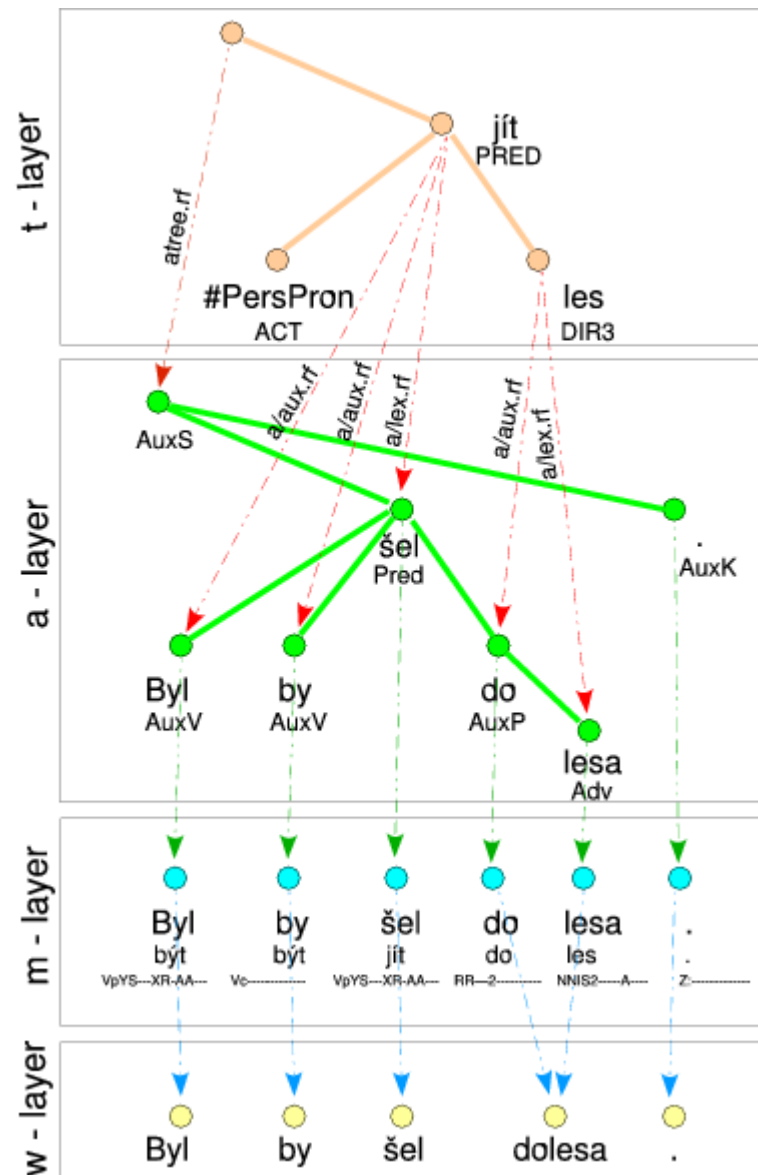 t - layer
jít
PRED
atree.rf
#PersPron
ACT
les
DIR3
a/aux.rf
a/aux.rf
a/lex.rf
a/aux.rf
a/lex.rf
a - layer
AuxS
šel
Pred
.
AuxK
Byl
AuxV
by
AuxV
do
AuxP
lesa
Adv
m - layer
Byl by šel do lesa .
být být jít do les .
VpYS---XR-AA--- Vc------------- VpYS---XR-AA--- RR--2---------- NNIS2-----A---- Z:-------------
w - layer
Byl by šel dolesa .